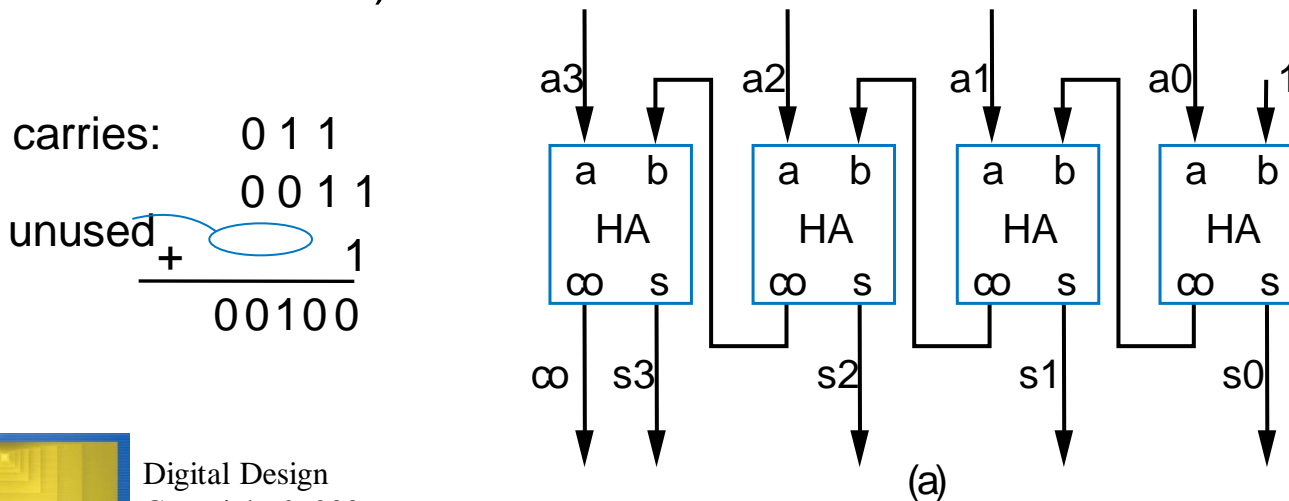 carries: 0 1 1
0 0 1 1
unused
+ 1
0 0 1 0 0
a3 a2 a1 a0 1
a b a b a b a b
HA HA HA HA
co s co s co s co s
co s3 s2 s1 s0
(a)
Digital Design